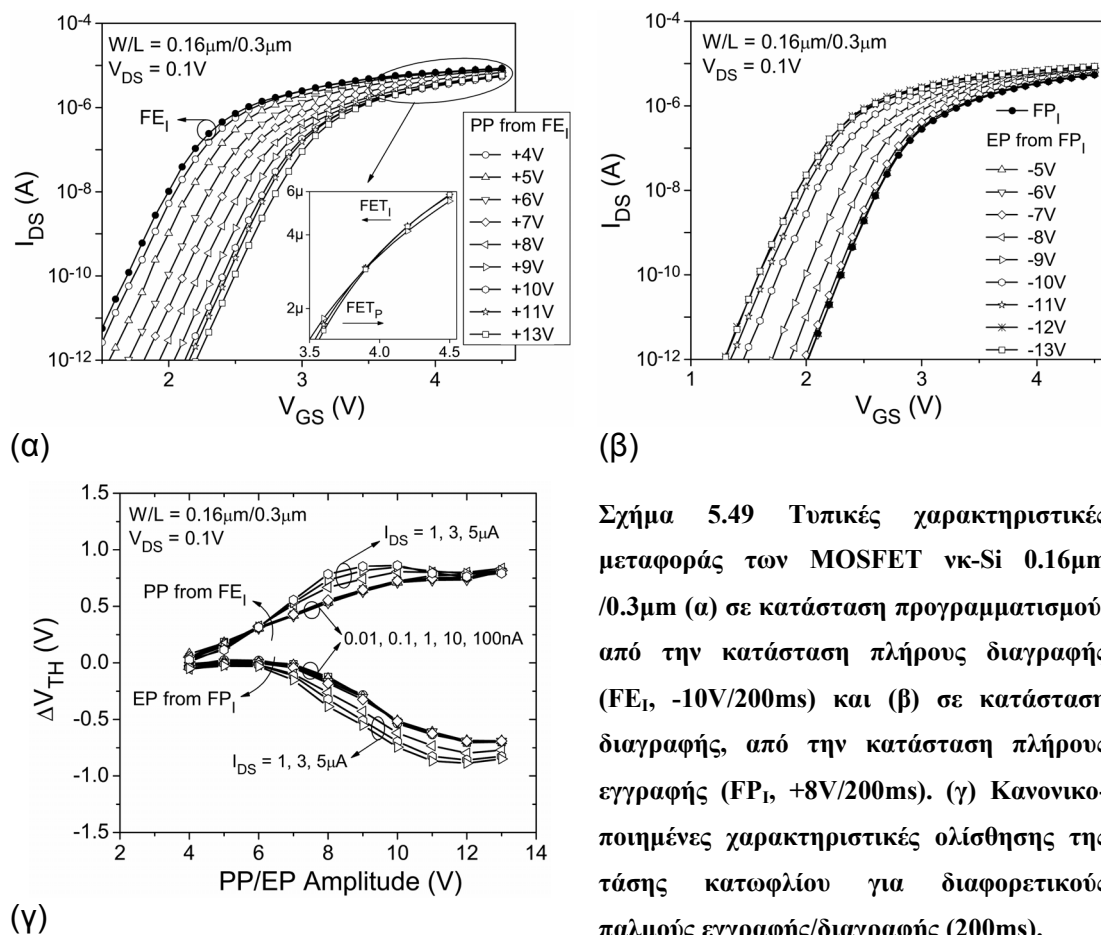 10^-4
10^-6
10^-8
10^-10
10^-12
I_DS (A)
W/L = 0.16μm/0.3μm
V_DS = 0.1V
FE_I
PP from FE_I
+4V
+5V
+6V
+7V
+8V
+9V
+10V
+11V
+13V
6μ
4μ
2μ
FET_I
FET_P
3.5 4.0 4.5
2 3 4
V_GS (V)
(α)
10^-4
10^-6
10^-8
10^-10
10^-12
I_DS (A)
W/L = 0.16μm/0.3μm
V_DS = 0.1V
FP_I
EP from FP_I
-5V
-6V
-7V
-8V
-9V
-10V
-11V
-12V
-13V
1 2 3 4
V_GS (V)
(β)
1.5
1.0
0.5
0.0
-0.5
-1.0
-1.5
ΔV_TH (V)
W/L = 0.16μm/0.3μm
V_DS = 0.1V
I_DS = 1, 3, 5μA
PP from FE_I
0.01, 0.1, 1, 10, 100nA
EP from FP_I
I_DS = 1, 3, 5μA
2 4 6 8 10 12 14
PP/EP Amplitude (V)
(γ)
Σχήμα 5.49 Τυπικές χαρακτηριστικές
μεταφοράς των MOSFET νκ-Si 0.16μm
/0.3μm (α) σε κατάσταση προγραμματισμού
από την κατάσταση πλήρους διαγραφής
(FE_I, -10V/200ms) και (β) σε κατάσταση
διαγραφής, από την κατάσταση πλήρους
εγγραφής (FP_I, +8V/200ms). (γ) Κανονικο-
ποιημένες χαρακτηριστικές ολίσθησης της
τάσης κατωφλίου για διαφορετικούς
παλμούς εγγραφής/διαγραφής (200ms).